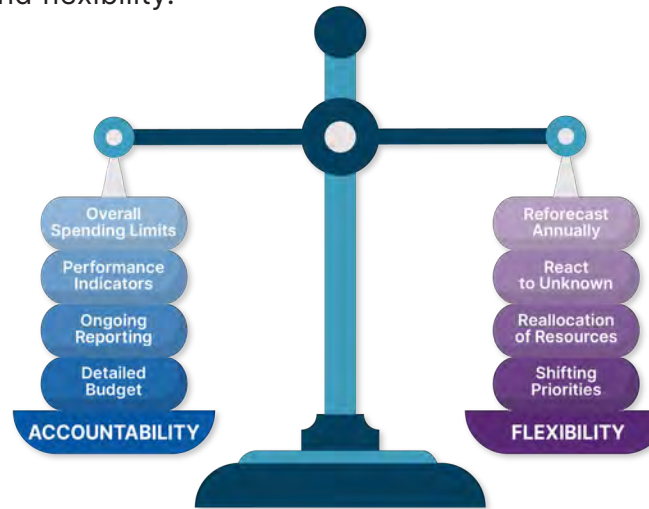 nd flexibility.
Overall
Spending Limits
Performance
Indicators
Ongoing
Reporting
Detailed
Budget
ACCOUNTABILITY
Reforecast
Annually
React
to Unknown
Reallocation
of Resources
Shifting
Priorities
FLEXIBILITY